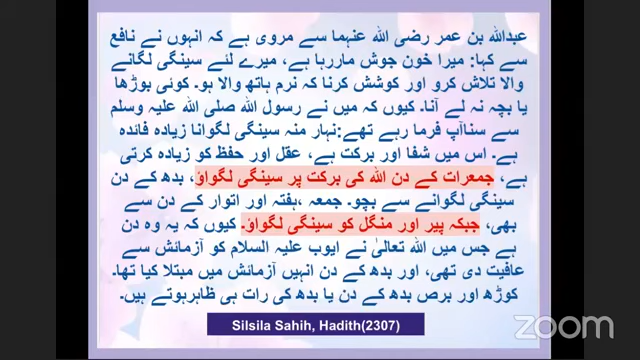 عبداللہ بن عمر رضی اللہ عنہما سے مروی ہے کہ انہوں نے نافع
سے کہا: میرا خون جوش ماررہا ہے، میرے لئے سینگی لگانے
والا تلاش کرو اور کوشش کرنا کہ نرم ہاتھ والا ہو۔ کوئی بوڑھا
یا بچہ نہ لے آنا۔ کیوں کہ میں نے رسول اللہ صلی اللہ علیہ وسلم
سے سناآپ فرما رہے تھے:نہار منہ سینگی لگوانا زیادہ فائدہ
ہے۔ اس میں شفا اور برکت ہے، عقل اور حفظ کو زیادہ کرتی
ہے، جمعرات کے دن اللہ کی برکت پر سینگی لگواؤ، بدھ کے دن
سینگی لگوانے سے بچو۔ جمعہ ،ہفتہ اور اتوار کے دن سے
بھی، جبکہ پیر اور منگل کو سینگی لگواؤ۔ کیوں کہ یہ وہ دن
ہے جس میں اللہ تعالیٰ نے ایوب علیہ السلام کو آزمائش سے
عافیت دی تھی، اور بدھ کے دن انہیں آزمائش میں مبتلا کیا تھا۔
کوڑھ اور برص بدھ کے دن یا بدھ کی رات ہی ظاہرہوتے ہیں۔
Silsila Sahih, Hadith(2307)
zoom